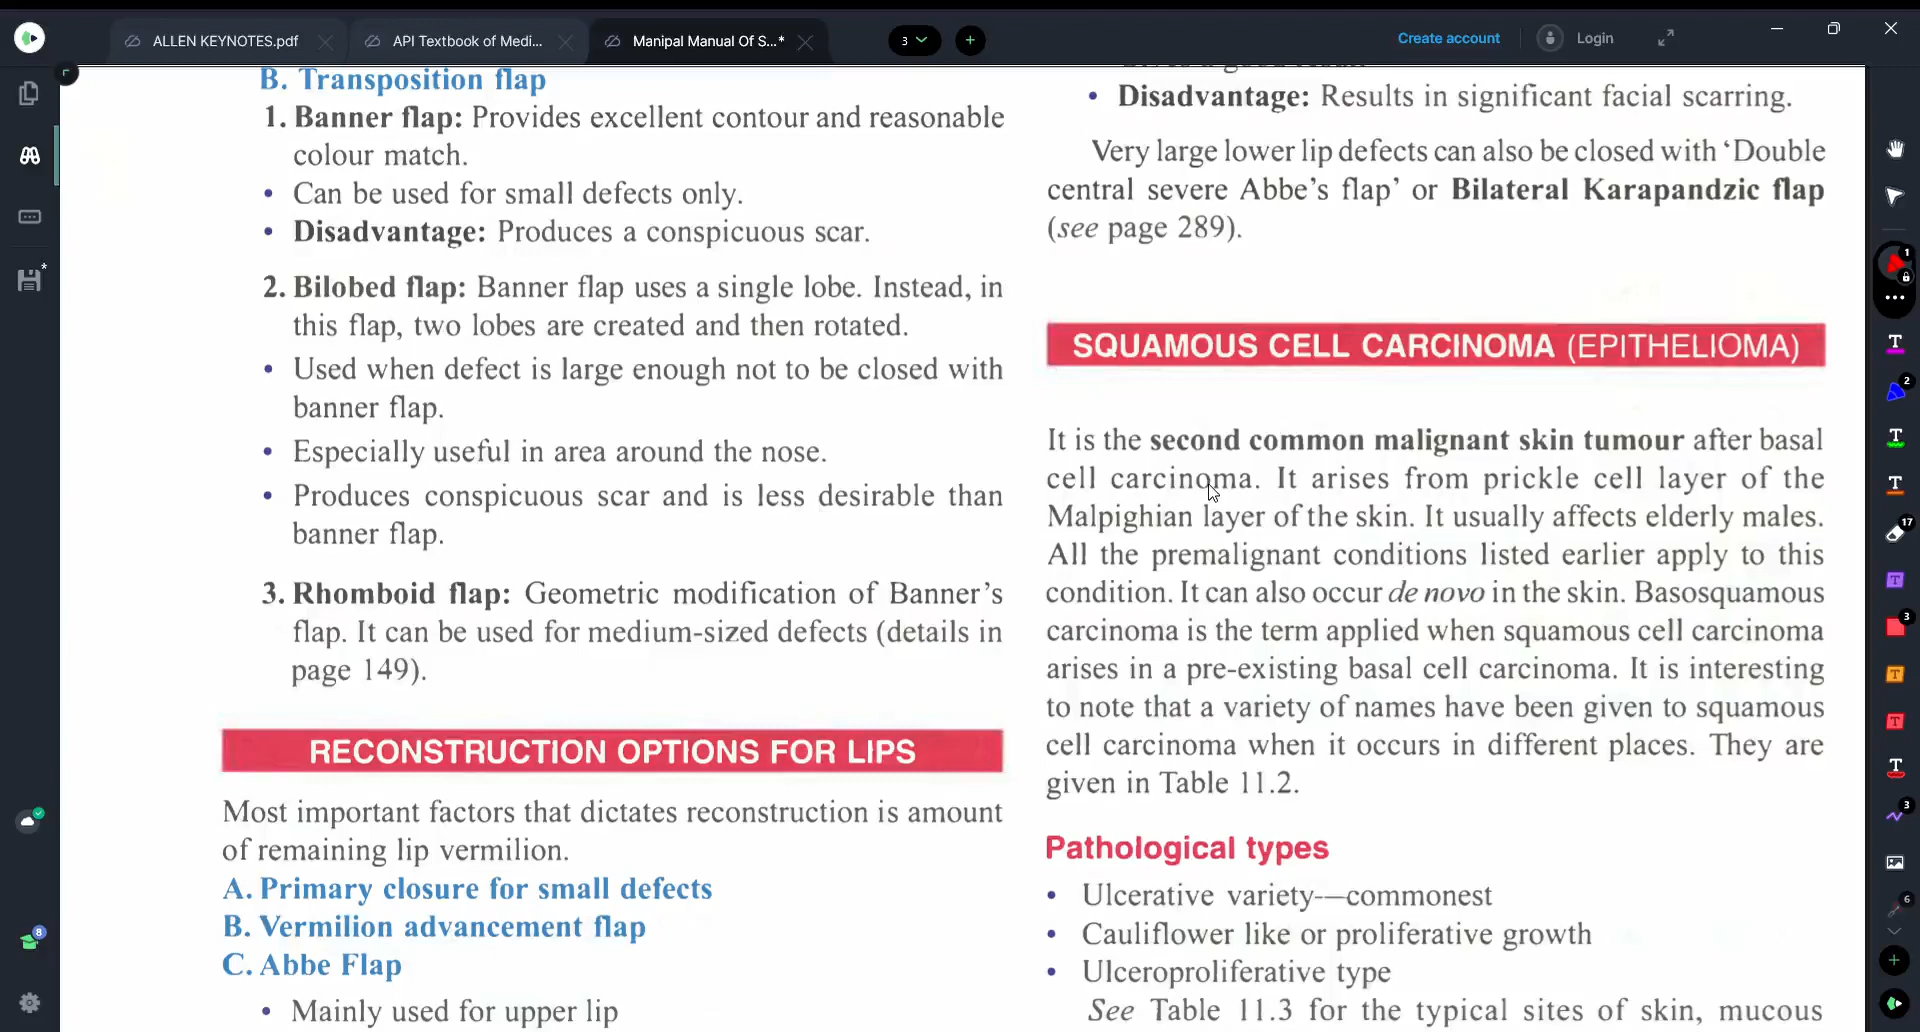 ALLEN KEYNOTES.pdf
API Textbook of Medi...
Manipal Manual Of S...*
3
Create account
Login
B. Transposition flap
1. Banner flap: Provides excellent contour and reasonable
colour match.
• Can be used for small defects only.
• Disadvantage: Produces a conspicuous scar.
2. Bilobed flap: Banner flap uses a single lobe. Instead, in
this flap, two lobes are created and then rotated.
• Used when defect is large enough not to be closed with
banner flap.
• Especially useful in area around the nose.
• Produces conspicuous scar and is less desirable than
banner flap.
3. Rhomboid flap: Geometric modification of Banner's
flap. It can be used for medium-sized defects (details in
page 149).
RECONSTRUCTION OPTIONS FOR LIPS
Most important factors that dictates reconstruction is amount
of remaining lip vermilion.
A. Primary closure for small defects
B. Vermilion advancement flap
C. Abbe Flap
• Mainly used for upper lip
• Disadvantage: Results in significant facial scarring.
Very large lower lip defects can also be closed with ‘Double
central severe Abbe's flap’ or Bilateral Karapandzic flap
(see page 289).
SQUAMOUS CELL CARCINOMA (EPITHELIOMA)
It is the second common malignant skin tumour after basal
cell carcinoma. It arises from prickle cell layer of the
Malpighian layer of the skin. It usually affects elderly males.
All the premalignant conditions listed earlier apply to this
condition. It can also occur de novo in the skin. Basosquamous
carcinoma is the term applied when squamous cell carcinoma
arises in a pre-existing basal cell carcinoma. It is interesting
to note that a variety of names have been given to squamous
cell carcinoma when it occurs in different places. They are
given in Table 11.2.
Pathological types
• Ulcerative variety—commonest
• Cauliflower like or proliferative growth
• Ulceroproliferative type
See Table 11.3 for the typical sites of skin, mucous
8
1
T
2
T
T
17
T
3
T
T
T
3
6